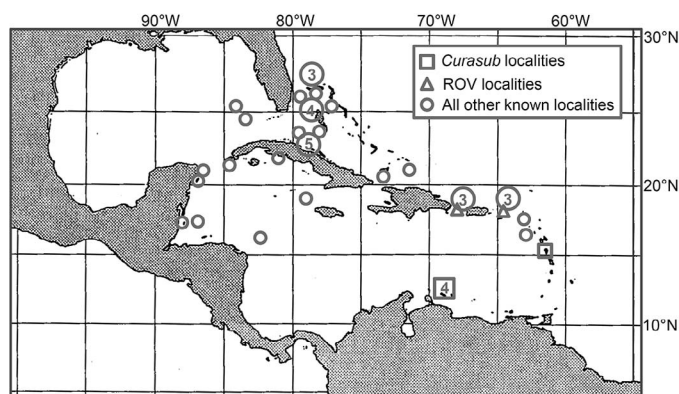 90°W 80°W 70°W 60°W
30°N
Curasub localities
ROV localities
All other known localities
3
4
5
20°N
3 3
4
10°N